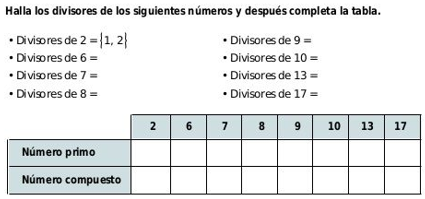 Halla los divisores de los siguientes números y después completa la tabla.
• Divisores de 2 = {1, 2}
• Divisores de 6 =
• Divisores de 7 =
• Divisores de 8 =
• Divisores de 9 =
• Divisores de 10 =
• Divisores de 13 =
• Divisores de 17 =
2 6 7 8 9 10 13 17
Número primo
Número compuesto